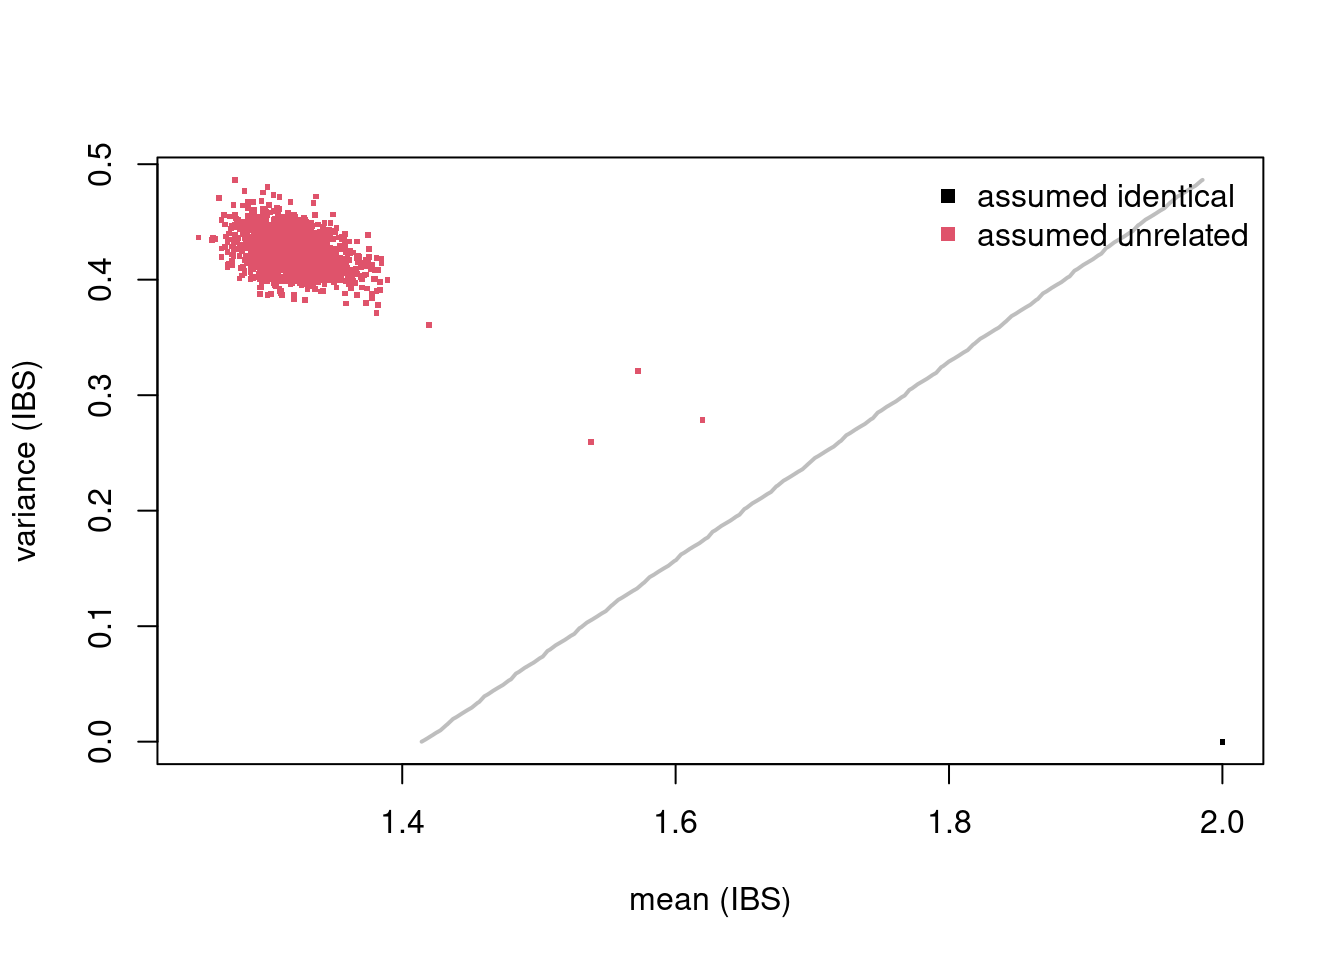 assumed identical
assumed unrelated
variance (IBS)
0.5
0.4
0.3
0.2
0.1
0.0
1.4 1.6 1.8 2.0
mean (IBS)